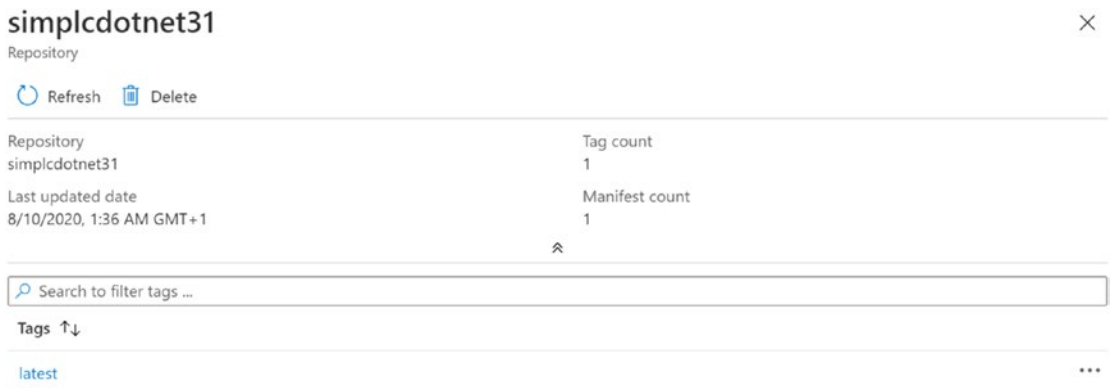 simplcdotnet31
Repository
Refresh Delete
Repository
simplcdotnet31
Tag count
1
Last updated date
8/10/2020, 1:36 AM GMT+1
Manifest count
1
Search to filter tags ...
Tags
latest